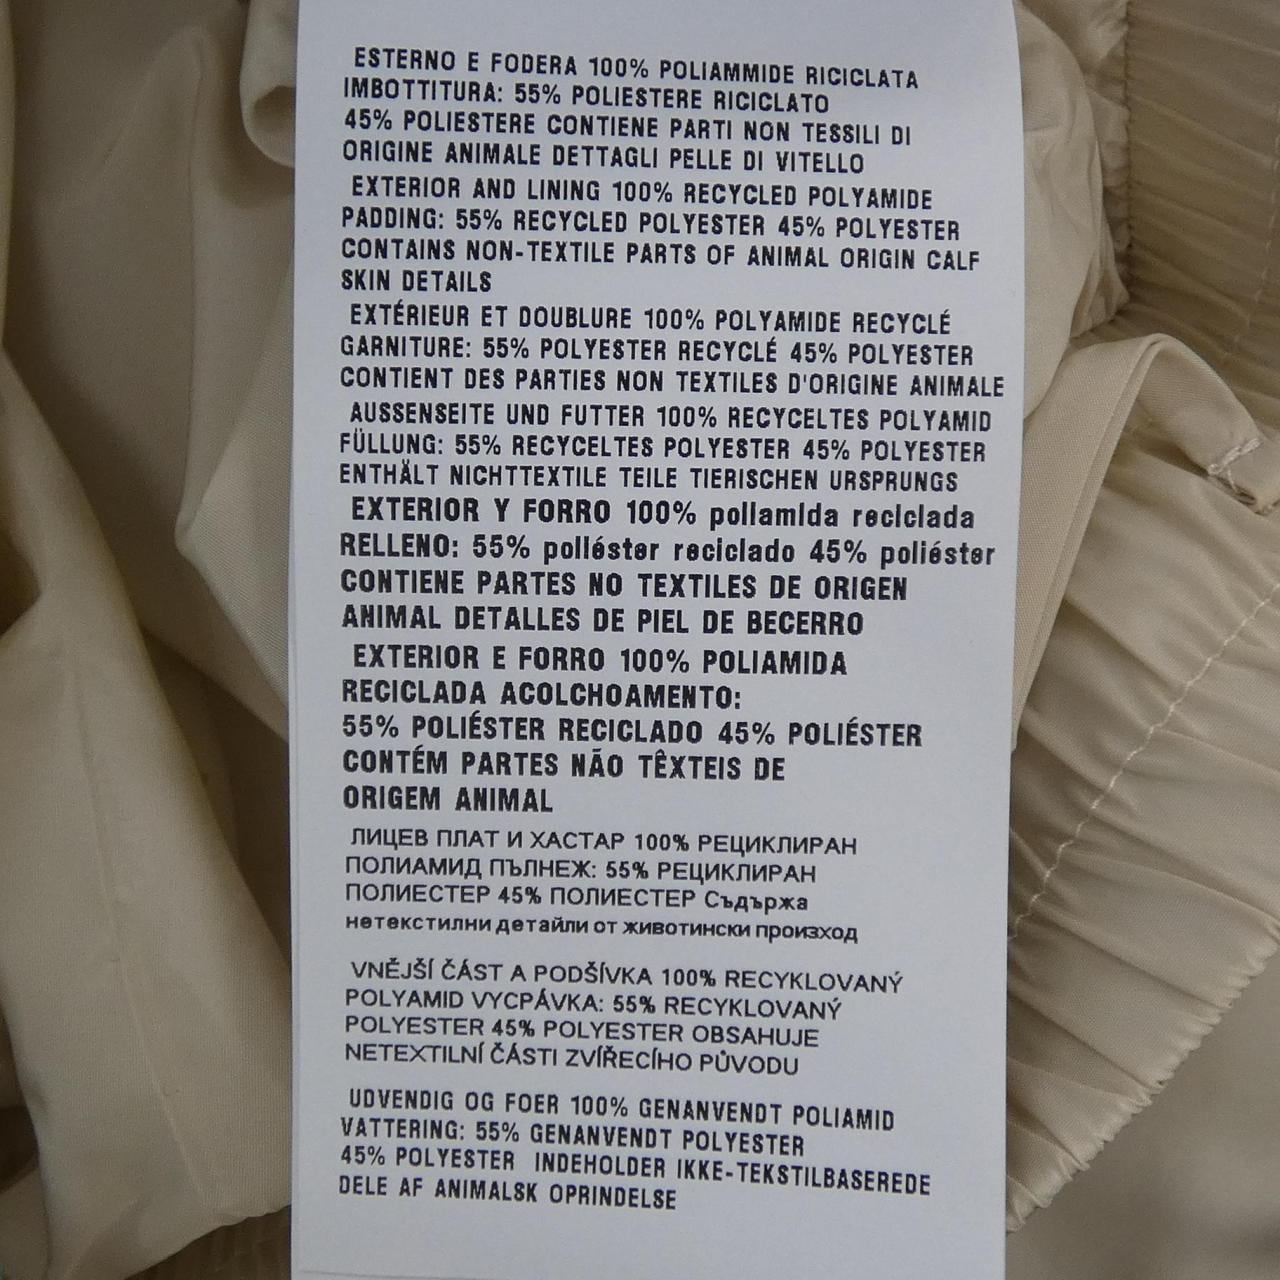 ESTERNO E FODERA 100% POLIAMMIDE RICICLATA
IMBOTTITURA: 55% POLIESTERE RICICLATO
45% POLIESTERE CONTIENE PARTI NON TESSILI DI
ORIGINE ANIMALE DETTAGLI PELLE DI VITELLO
EXTERIOR AND LINING 100% RECYCLED POLYAMIDE
PADDING: 55% RECYCLED POLYESTER 45% POLYESTER
CONTAINS NON-TEXTILE PARTS OF ANIMAL ORIGIN CALF
SKIN DETAILS
EXTÉRIEUR ET DOUBLURE 100% POLYAMIDE RECYCLÉ
GARNITURE: 55% POLYESTER RECYCLÉ 45% POLYESTER
CONTIENT DES PARTIES NON TEXTILES D'ORIGINE ANIMALE
AUSSENSEITE UND FUTTER 100% RECYCELTES POLYAMID
FÜLLUNG: 55% RECYCELTES POLYESTER 45% POLYESTER
ENTHÄLT NICHTTEXTILE TEILE TIERISCHEN URSPRUNGS
EXTERIOR Y FORRO 100% poliamida reciclada
RELLENO: 55% poliéster reciclado 45% poliéster
CONTIENE PARTES NO TEXTILES DE ORIGEN
ANIMAL DETALLES DE PIEL DE BECERRO
EXTERIOR E FORRO 100% POLIAMIDA
RECICLADA ACOLCHOAMENTO:
55% POLIÉSTER RECICLADO 45% POLIÉSTER
CONTÉM PARTES NÃO TÊXTEIS DE
ORIGEM ANIMAL
ЛИЦЕВ ПЛАТ И ХАСТАР 100% РЕЦИКЛИРАН
ПОЛИАМИД ПЪЛНЕЖ: 55% РЕЦИКЛИРАН
ПОЛИЕСТЕР 45% ПОЛИЕСТЕР Съдържа
нетекстилни детайли от животински произход
VNĚJŠÍ ČÁST A PODŠÍVKA 100% RECYKLOVANÝ
POLYAMID VYCPÁVKA: 55% RECYKLOVANÝ
POLYESTER 45% POLYESTER OBSAHUJE
NETEXTILNÍ ČÁSTI ZVÍŘECÍHO PŮVODU
UDVENDIG OG FOER 100% GENANVENDT POLIAMID
VATTERING: 55% GENANVENDT POLYESTER
45% POLYESTER INDEHOLDER IKKE-TEKSTILBASEREDE
DELE AF ANIMALSK OPRINDELSE